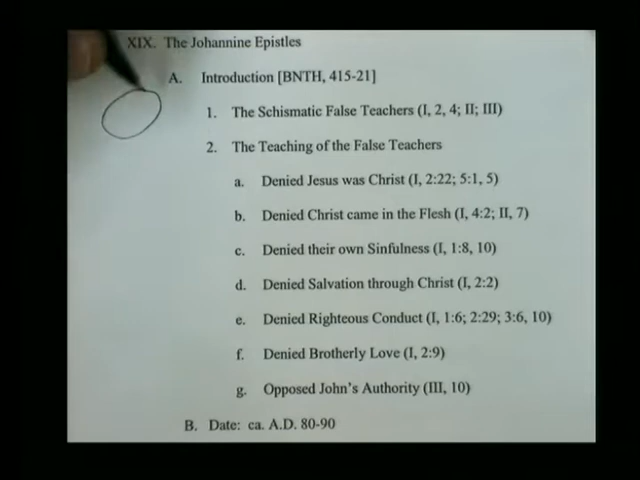 XIX. The Johannine Epistles
A. Introduction [BNTH, 415-21]
1. The Schismatic False Teachers (I, 2, 4; II; III)
2. The Teaching of the False Teachers
a. Denied Jesus was Christ (I, 2:22; 5:1, 5)
b. Denied Christ came in the Flesh (I, 4:2; II, 7)
c. Denied their own Sinfulness (I, 1:8, 10)
d. Denied Salvation through Christ (I, 2:2)
e. Denied Righteous Conduct (I, 1:6; 2:29; 3:6, 10)
f. Denied Brotherly Love (I, 2:9)
g. Opposed John's Authority (III, 10)
B. Date: ca. A.D. 80-90